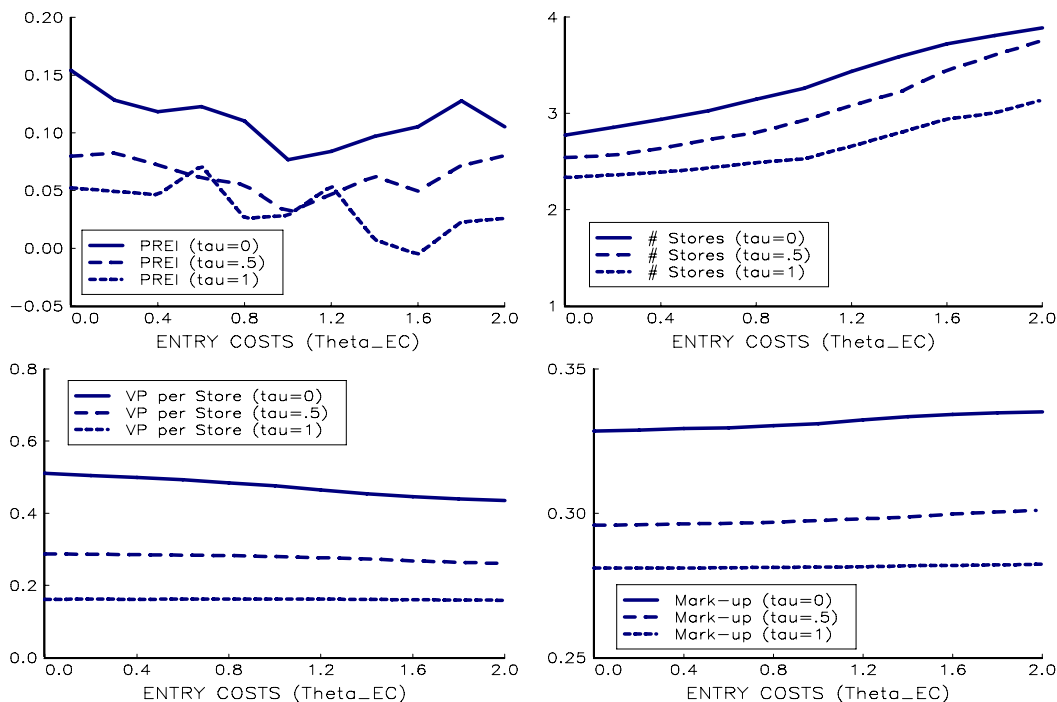 0.20
0.15
0.10
0.05
0.00
−0.05
PREI (tau=0)
PREI (tau=.5)
PREI (tau=1)
0.0 0.4 0.8 1.2 1.6 2.0
ENTRY COSTS (Theta_EC)
4
3
2
1
# Stores (tau=0)
# Stores (tau=.5)
# Stores (tau=1)
0.0 0.4 0.8 1.2 1.6 2.0
ENTRY COSTS (Theta_EC)
0.8
0.6
0.4
0.2
0.0
VP per Store (tau=0)
VP per Store (tau=.5)
VP per Store (tau=1)
0.0 0.4 0.8 1.2 1.6 2.0
ENTRY COSTS (Theta_EC)
0.35
0.30
0.25
Mark−up (tau=0)
Mark−up (tau=.5)
Mark−up (tau=1)
0.0 0.4 0.8 1.2 1.6 2.0
ENTRY COSTS (Theta_EC)